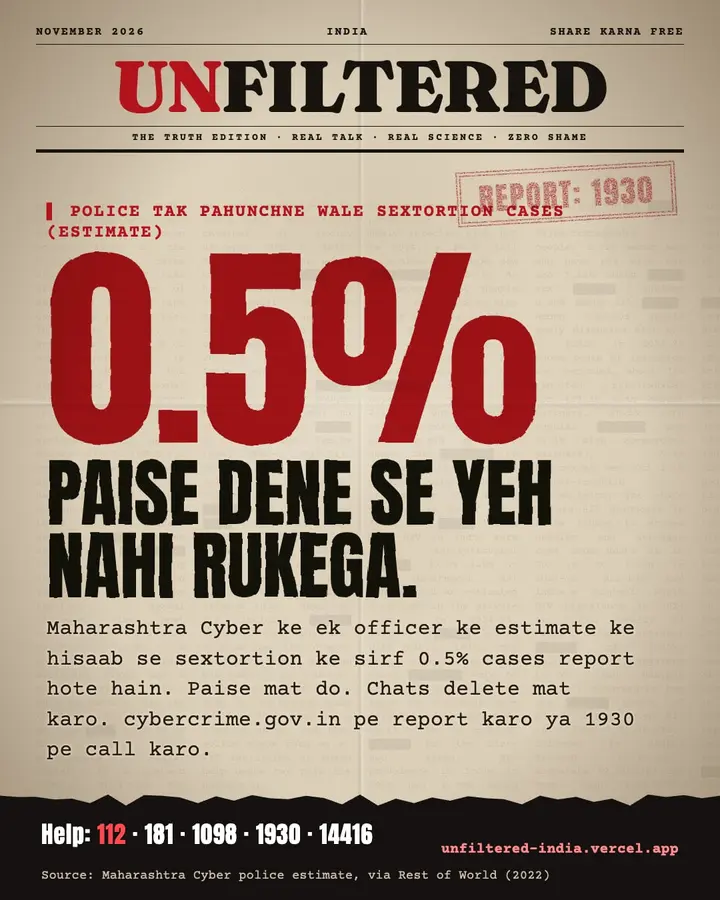 NOVEMBER 2026 INDIA SHARE KARNA FREE
UNFILTERED
THE TRUTH EDITION · REAL TALK · REAL SCIENCE · ZERO SHAME
REPORT: 1930
POLICE TAK PAHUNCHNE WALE SEXTORTION CASES
(ESTIMATE)
0.5%
PAISE DENE SE YEH
NAHI RUKEGA.
Maharashtra Cyber ke ek officer ke estimate ke
hisaab se sextortion ke sirf 0.5% cases report
hote hain. Paise mat do. Chats delete mat
karo. cybercrime.gov.in pe report karo ya 1930
pe call karo.
Help: 112 · 181 · 1098 · 1930 · 14416
unfiltered-india.vercel.app
Source: Maharashtra Cyber police estimate, via Rest of World (2022)